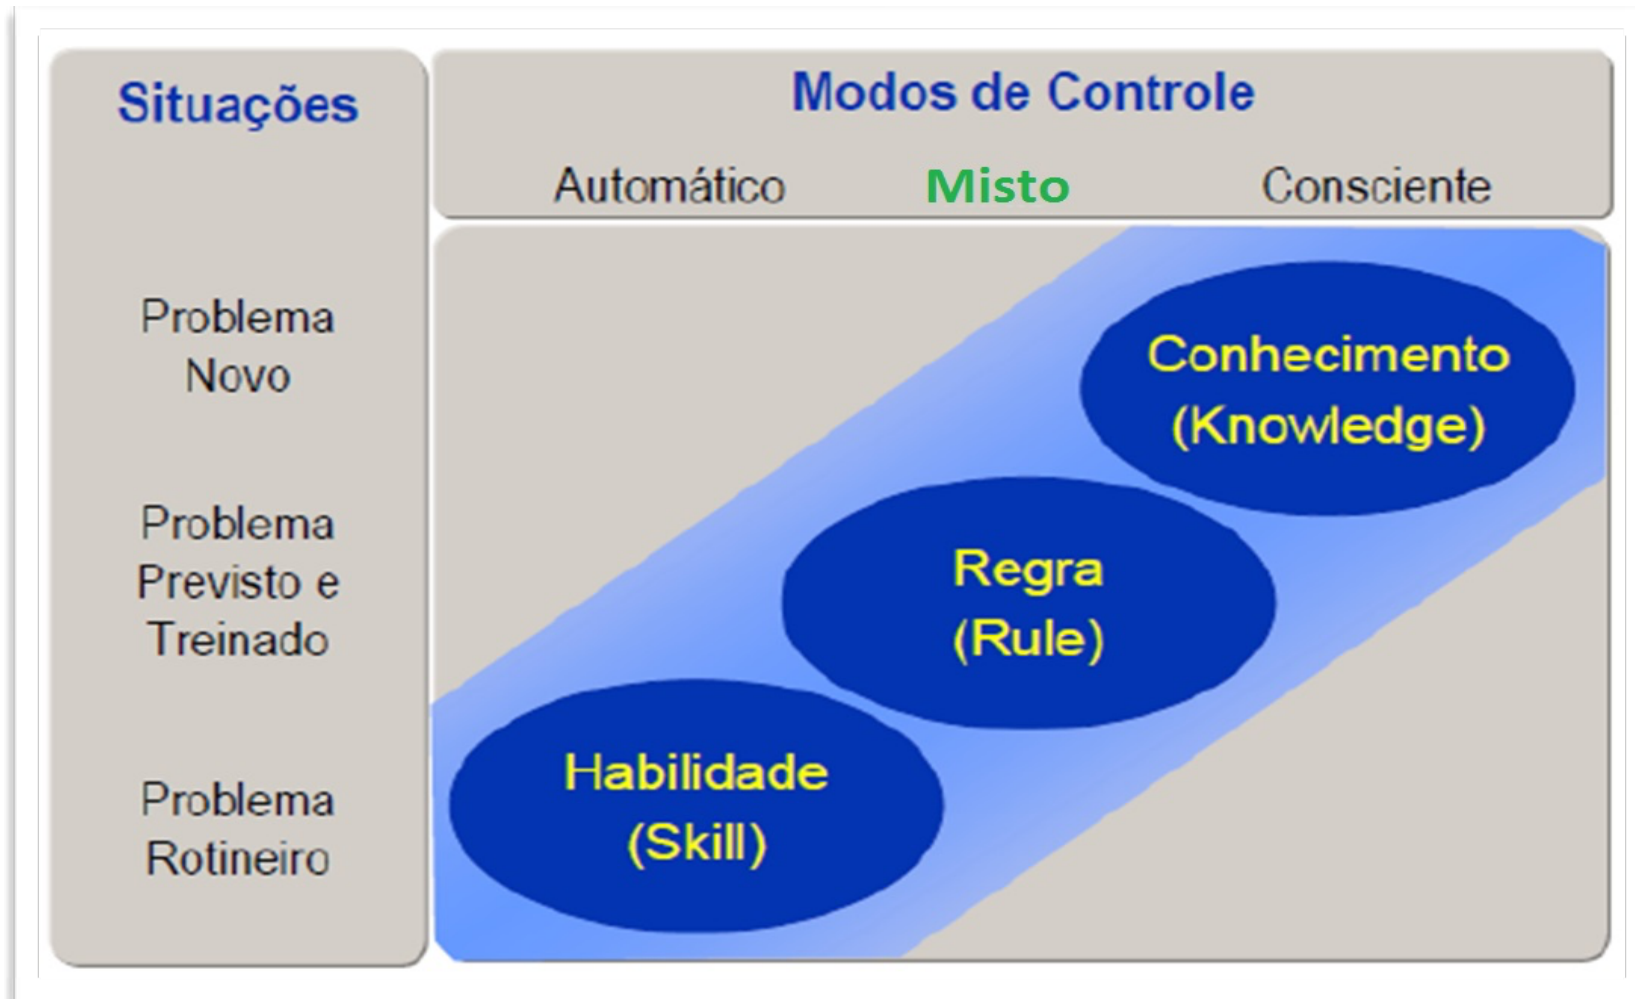 Situações
Modos de Controle
Automático Misto Consciente
Problema
Novo
Conhecimento
(Knowledge)
Problema
Previsto e
Treinado
Regra
(Rule)
Problema
Rotineiro
Habilidade
(Skill)